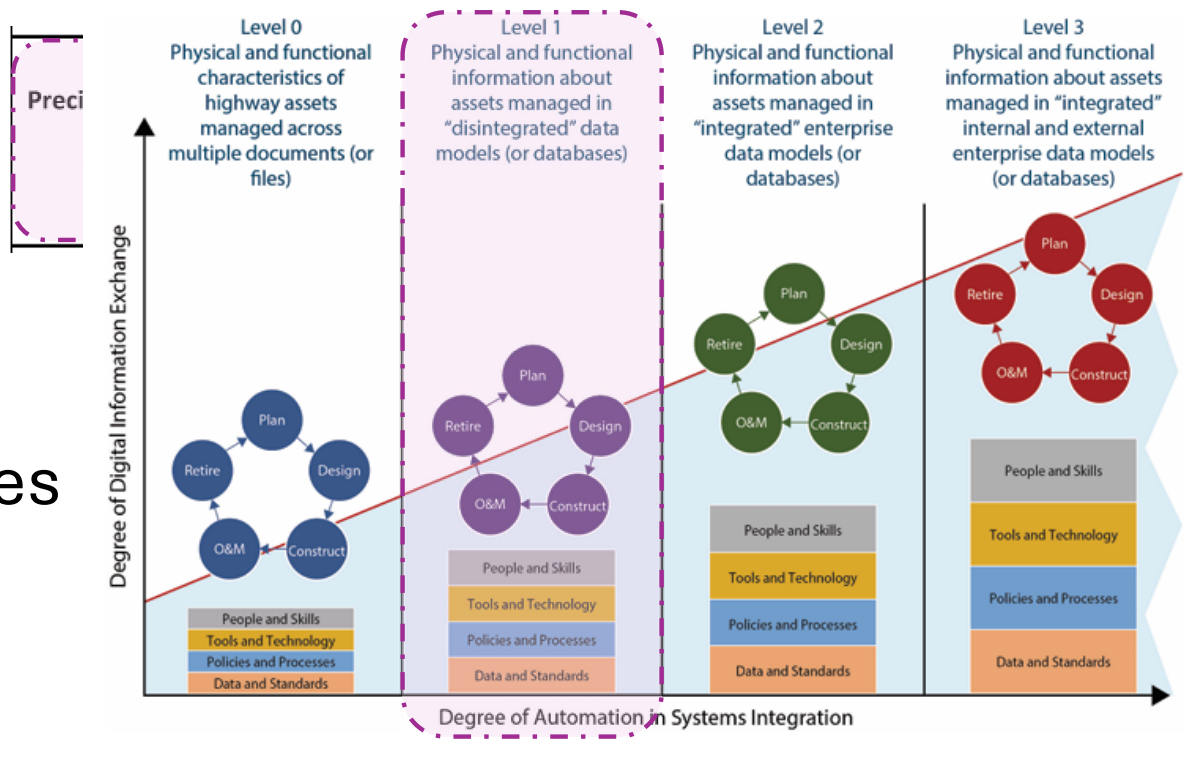 Preci
es
Level 0
Physical and functional
characteristics of
highway assets
managed across
multiple documents (or
files)
Level 1
Physical and functional
information about
assets managed in
“disintegrated” data
models (or databases)
Level 2
Physical and functional
information about
assets managed in
“integrated” enterprise
data models (or
databases)
Level 3
Physical and functional
information about assets
managed in “integrated”
internal and external
enterprise data models
(or databases)
Degree of Digital Information Exchange
Plan
Design
Construct
O&M
Retire
People and Skills
Tools and Technology
Policies and Processes
Data and Standards
Plan
Design
Construct
O&M
Retire
People and Skills
Tools and Technology
Policies and Processes
Data and Standards
Plan
Design
Construct
O&M
Retire
People and Skills
Tools and Technology
Policies and Processes
Data and Standards
Plan
Design
Construct
O&M
Retire
People and Skills
Tools and Technology
Policies and Processes
Data and Standards
Degree of Automation in Systems Integration